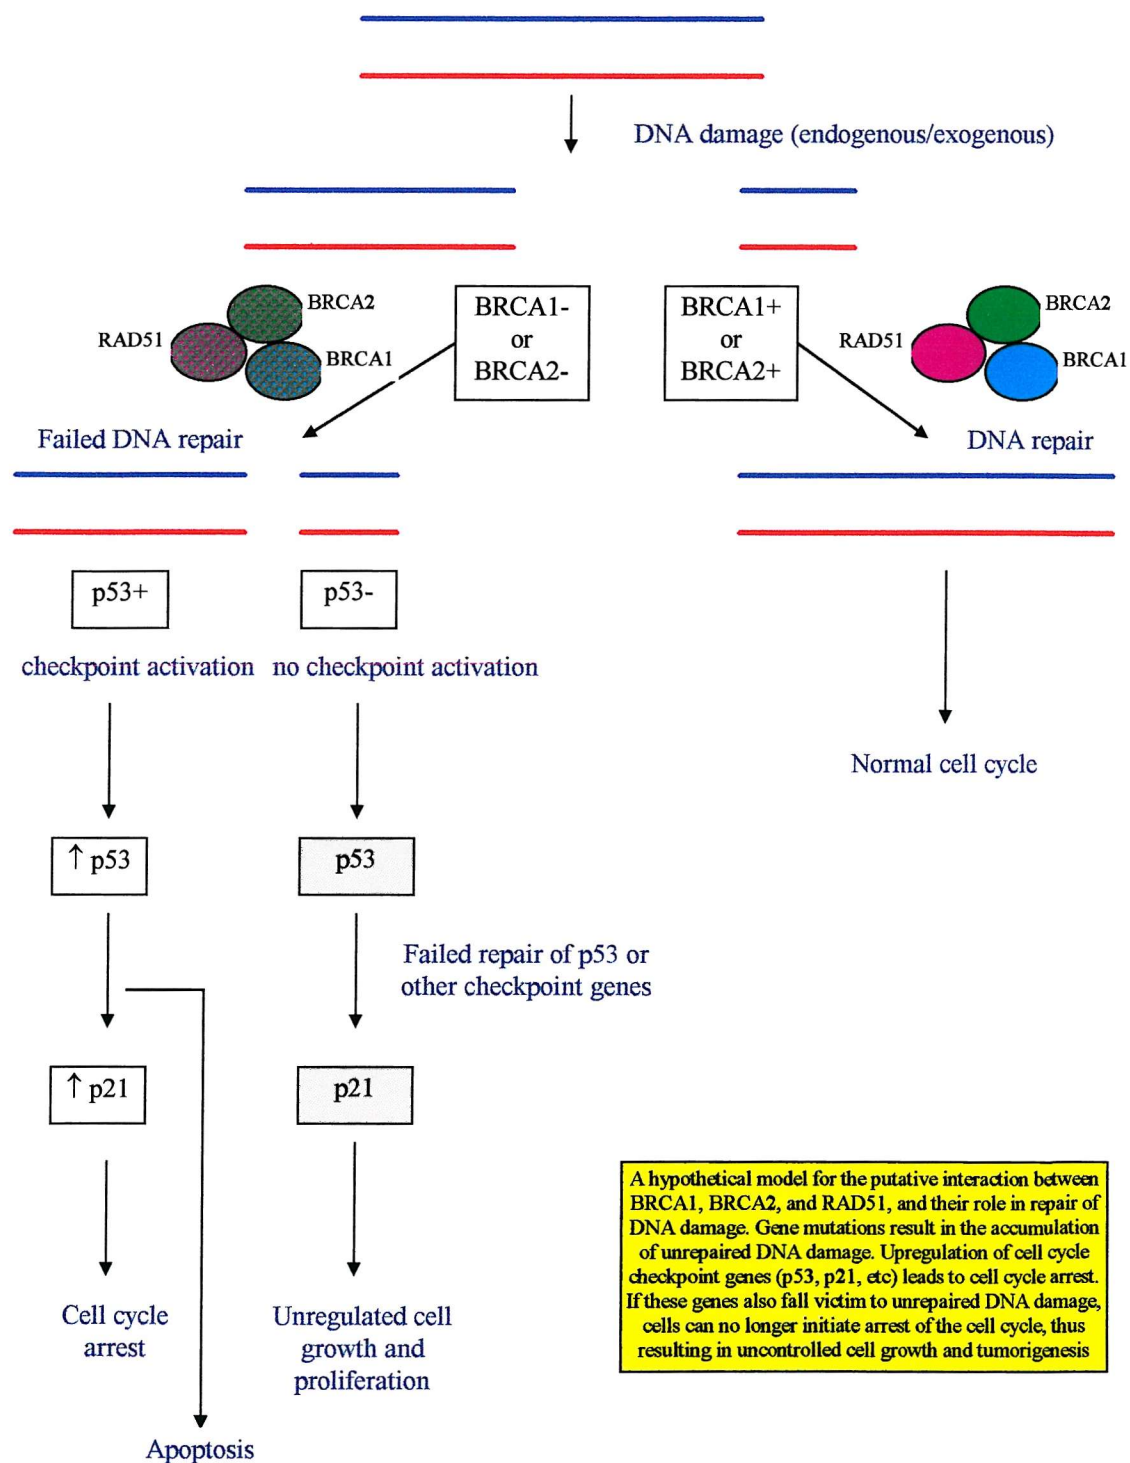 DNA damage (endogenous/exogenous)
BRCA2
RAD51
BRCA1
BRCA1-
or
BRCA2-
BRCA1+
or
BRCA2+
BRCA2
RAD51
BRCA1
Failed DNA repair
DNA repair
p53+
p53-
checkpoint activation
no checkpoint activation
Normal cell cycle
↑ p53
p53
Failed repair of p53 or
other checkpoint genes
↑ p21
p21
Cell cycle
arrest
Unregulated cell
growth and
proliferation
Apoptosis
A hypothetical model for the putative interaction between
BRCA1, BRCA2, and RAD51, and their role in repair of
DNA damage. Gene mutations result in the accumulation
of unrepaired DNA damage. Upregulation of cell cycle
checkpoint genes (p53, p21, etc) leads to cell cycle arrest.
If these genes also fall victim to unrepaired DNA damage,
cells can no longer initiate arrest of the cell cycle, thus
resulting in uncontrolled cell growth and tumorigenesis